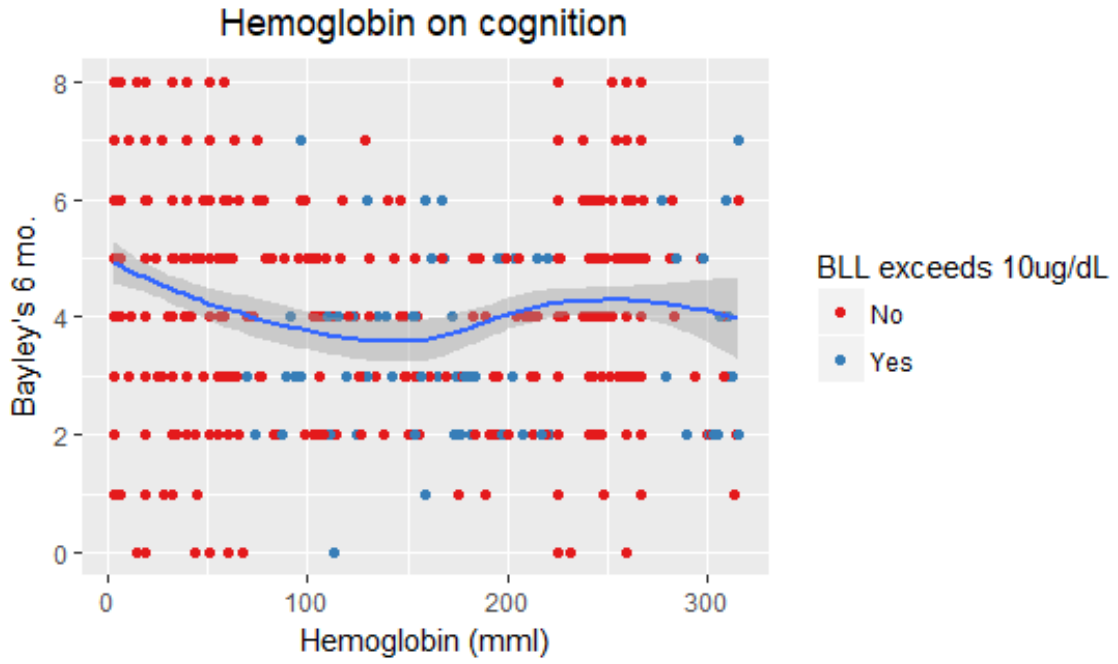 Hemoglobin on cognition
8
6
4
2
0
Bayley's 6 mo.
0 100 200 300
Hemoglobin (mml)
BLL exceeds 10ug/dL
No
Yes